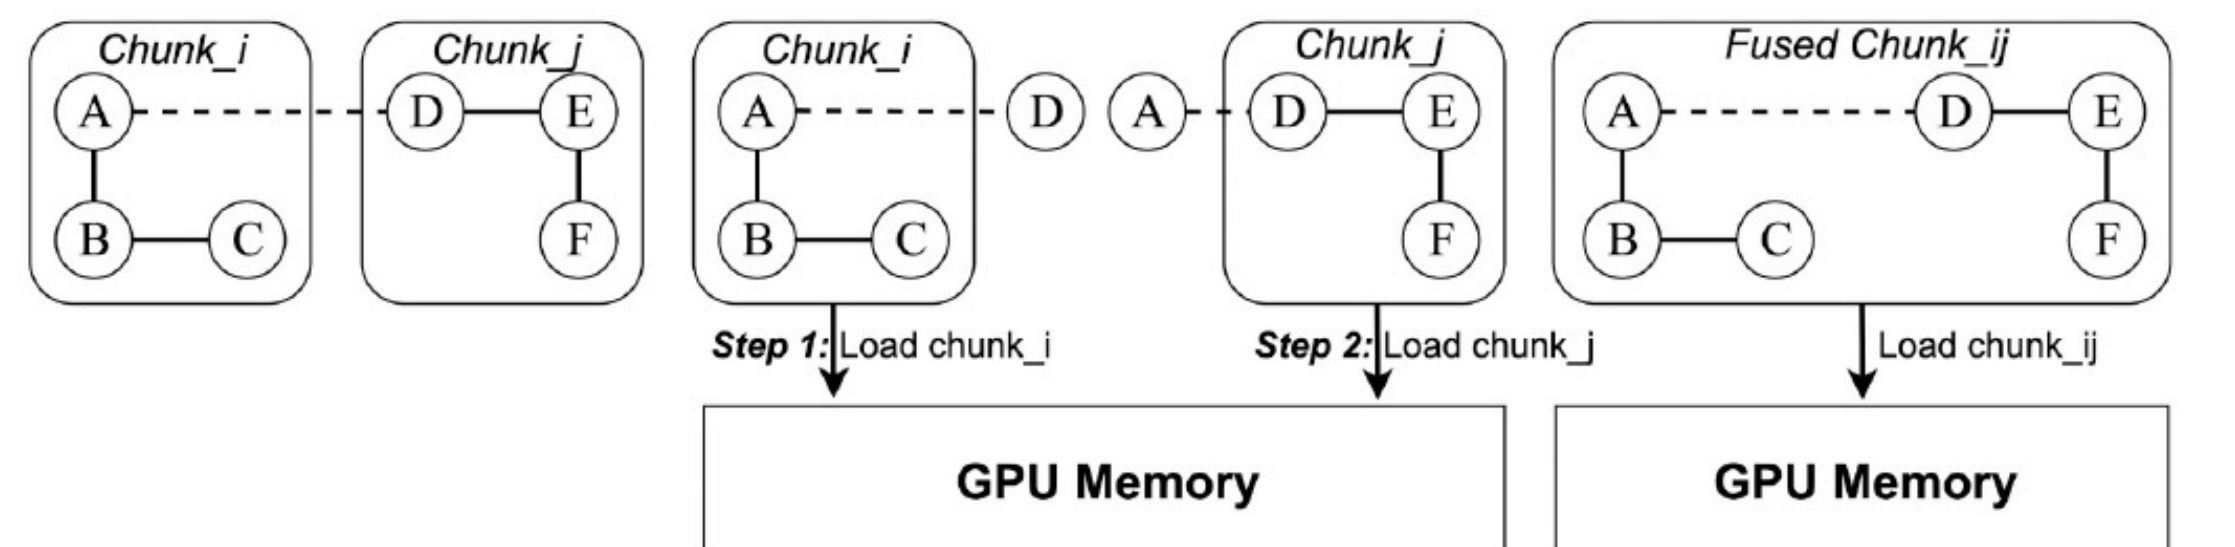 Chunk_i Chunk_j Chunk_i Chunk_j Fused Chunk_ij
A D E A D A D E A D E
B C F B C F B C F
Step 1: Load chunk_i Step 2: Load chunk_j Load chunk_ij
GPU Memory GPU Memory